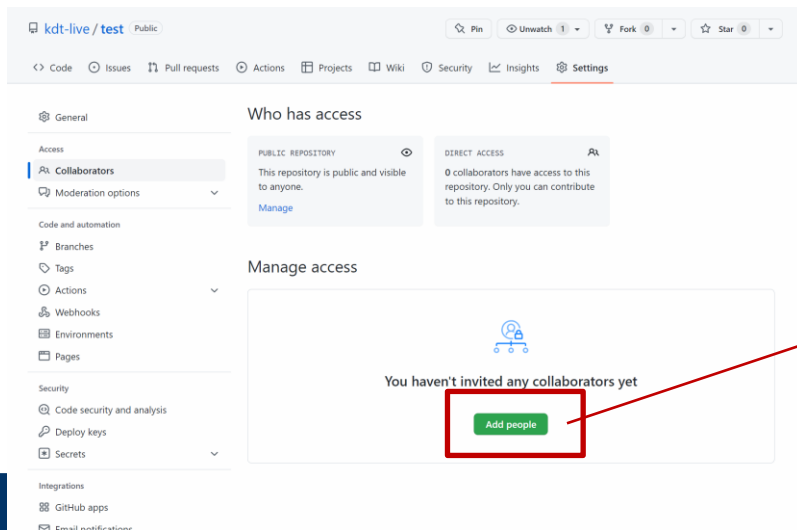 kdt-live / test Public
Pin
Unwatch 1
Fork 0
Star 0
Code
Issues
Pull requests
Actions
Projects
Wiki
Security
Insights
Settings
General
Access
Collaborators
Moderation options
Code and automation
Branches
Tags
Actions
Webhooks
Environments
Pages
Security
Code security and analysis
Deploy keys
Secrets
Integrations
GitHub apps
Email notifications
Who has access
PUBLIC REPOSITORY
This repository is public and visible
to anyone.
Manage
DIRECT ACCESS
0 collaborators have access to this
repository. Only you can contribute
to this repository.
Manage access
You haven't invited any collaborators yet
Add people